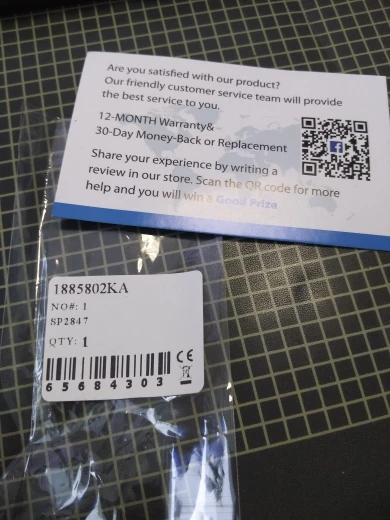 Are you satisfied with our product?
Our friendly customer service team will provide
the best service to you.
12-MONTH Warranty&
30-Day Money-Back or Replacement
Share your experience by writing a
review in our store. Scan the QR code for more
help and you will win a Good Prize
1885802KA
NO#: 1
SP2847
QTY: 1
CE
65684303